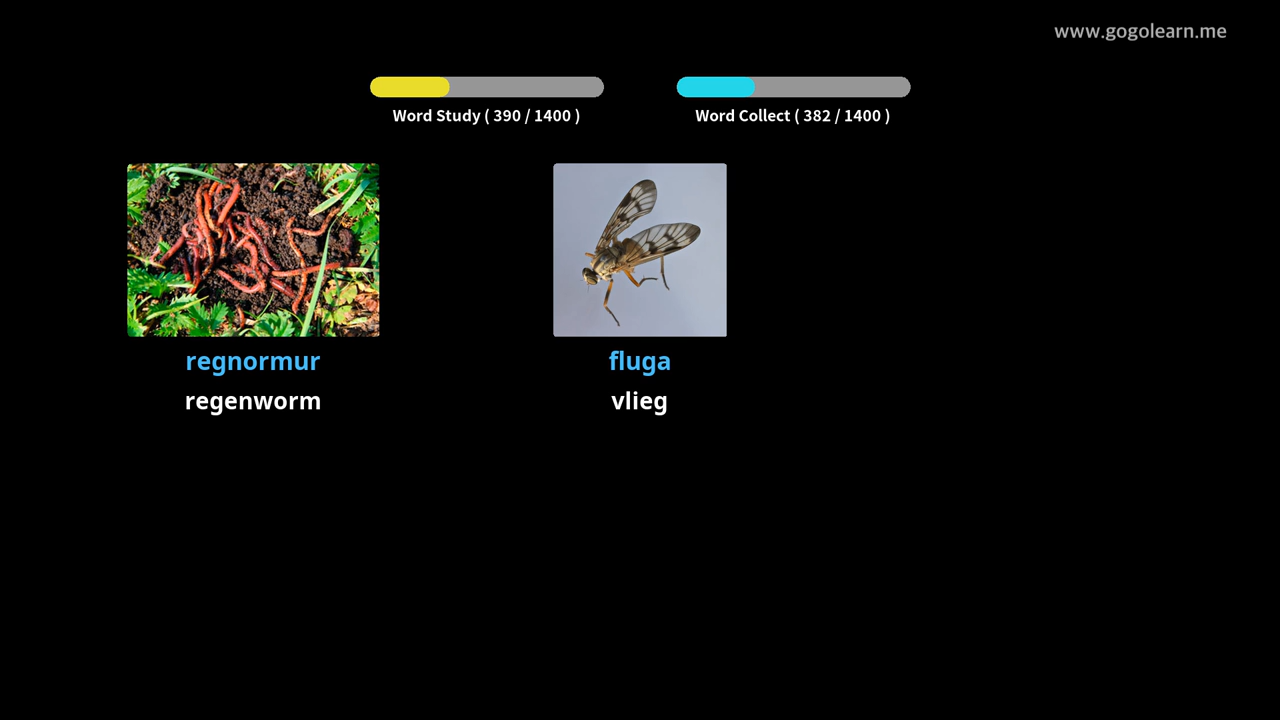 www.gogolearn.me
Word Study ( 390 / 1400 )
Word Collect ( 382 / 1400 )
regnormur
regenworm
fluga
vlieg